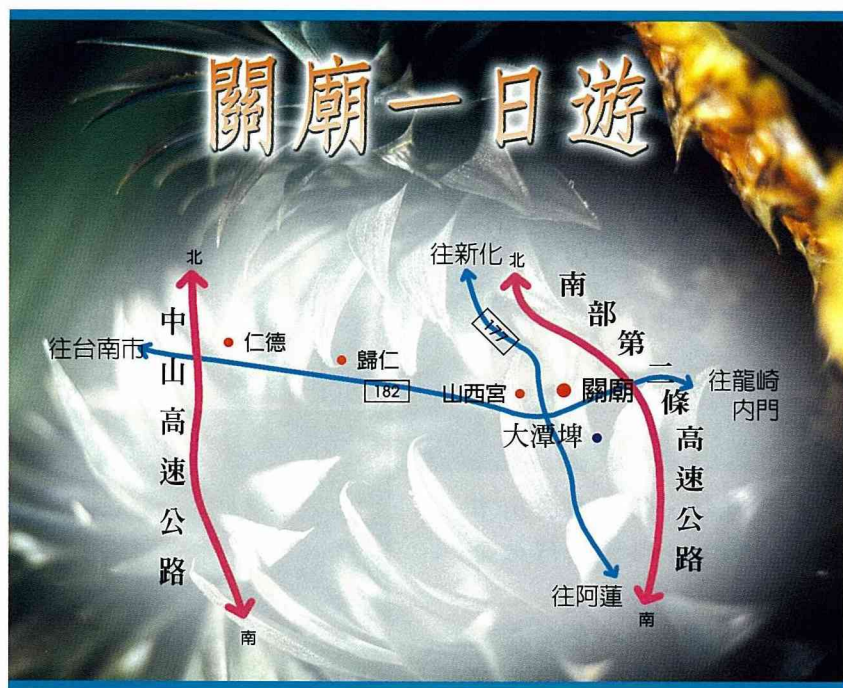 關廟一日遊
北
往新化
北
南部第二條高速公路
中山高速公路
往台南市
仁德
歸仁
177
182
山西宮
關廟
往龍崎
內門
大潭埤
往阿蓮
南
南